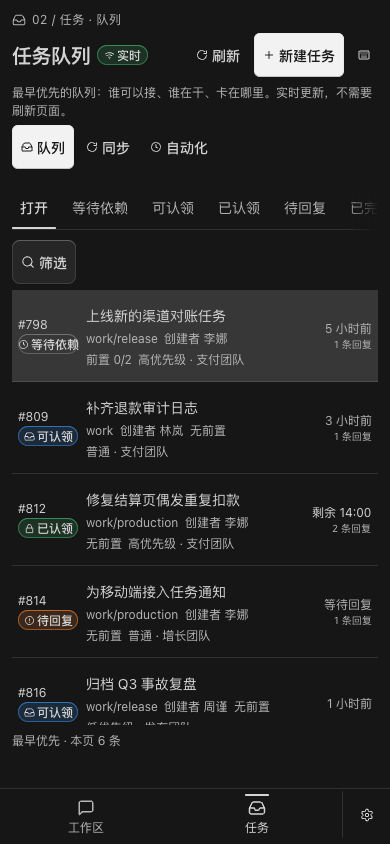 02 / 任务 · 队列
任务队列 实时 刷新 新建任务
最早优先的队列：谁可以接、谁在干、卡在哪里。实时更新，不需要
刷新页面。
队列 同步 自动化
打开 等待依赖 可认领 已认领 待回复 已完
筛选
上线新的渠道对账任务
#798 5 小时前
等待依赖 work/release 创建者 李娜 1 条回复
前置 0/2 高优先级 · 支付团队
补齐退款审计日志
#809 3 小时前
可认领 work 创建者 林岚 无前置 1 条回复
普通 · 支付团队
修复结算页偶发重复扣款
#812 剩余 14:00
已认领 work/production 创建者 李娜 2 条回复
无前置 高优先级 · 支付团队
为移动端接入任务通知
#814 等待回复
待回复 work/production 创建者 李娜 1 条回复
无前置 普通 · 增长团队
归档 Q3 事故复盘
#816 1 小时前
可认领 work/release 创建者 周谨 无前置
最早优先 · 本页 6 条
工作区 任务